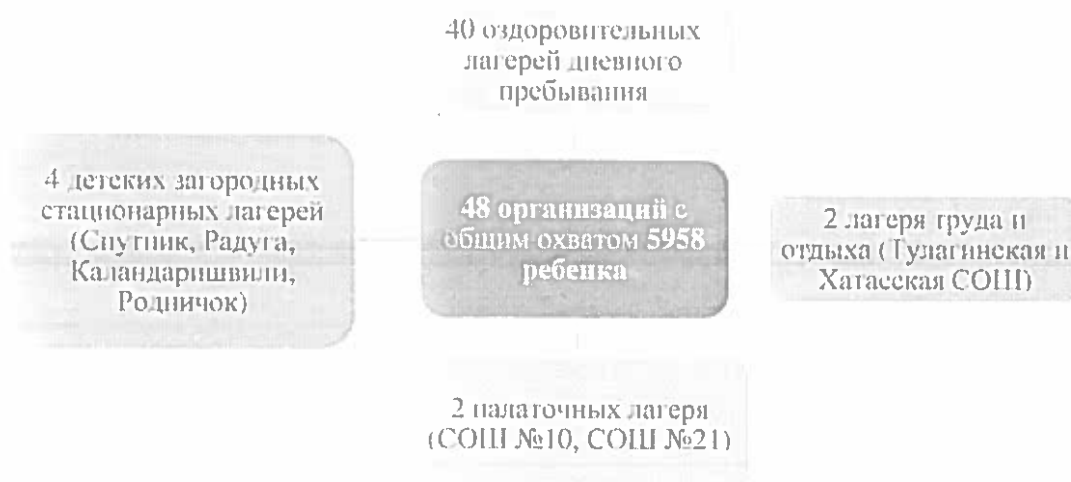 40 оздоровительных
лагерей дневного
пребывания
4 детских загородных
стационарных лагерей
(Спутник, Радуга,
Каландаришвили,
Родничок)
48 организаций с
общим охватом 5958
ребенка
2 лагеря труда и
отдыха (Тулагинская и
Хатасская СОШ)
2 палаточных лагеря
(СОШ №10, СОШ №21)